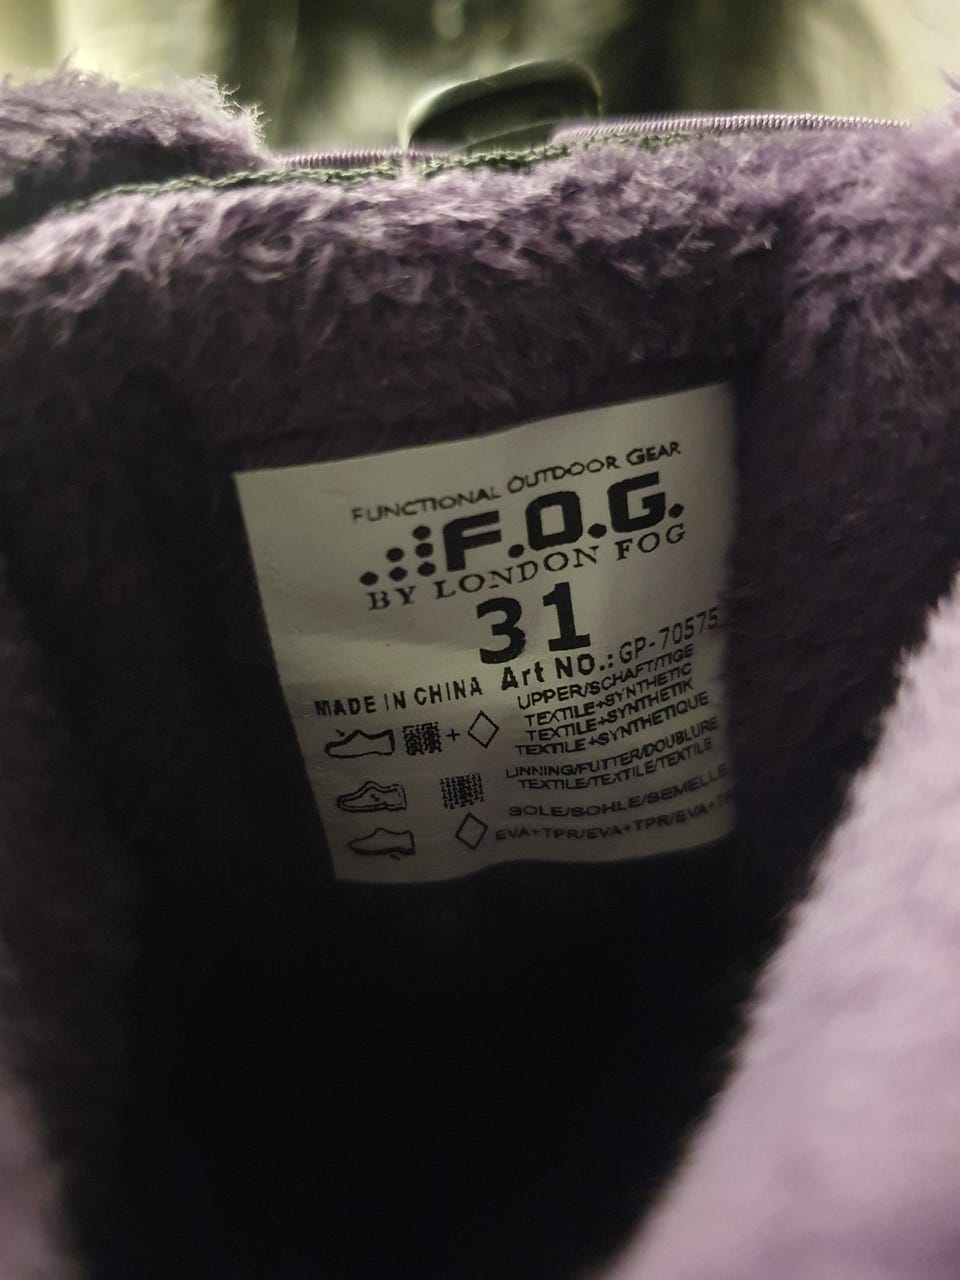 FUNCTIONAL OUTDOOR GEAR
F.O.G.
BY LONDON FOG
31
Art NO.: GP-70575
MADE IN CHINA
UPPER/SCHAFT/TIGE
TEXTILE+SYNTHETIC
TEXTILE+SYNTHETIK
TEXTILE+SYNTHETIQUE
+
LINNING/FUTTER/DOUBLURE
TEXTILE/TEXTILE/TEXTILE
SOLE/SOHLE/SEMELLE
EVA+TPR/EVA+TPR/EVA+TP